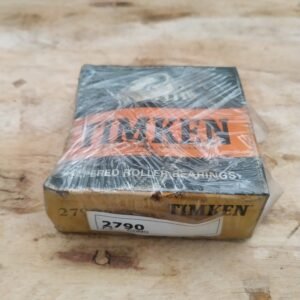 TIMKEN
TAPERED ROLLER BEARINGS
27
TIMKEN
2790